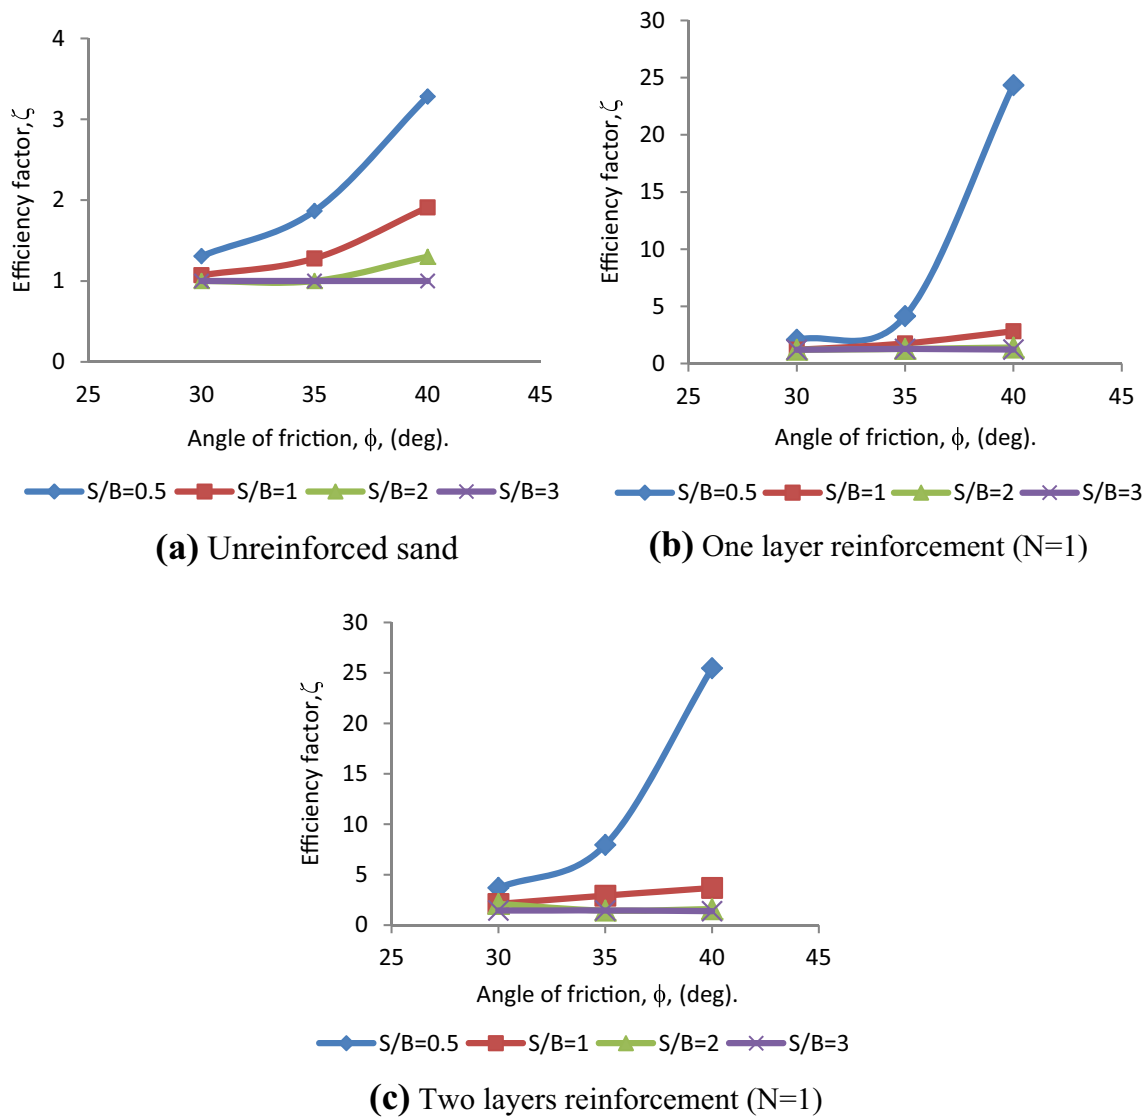 4
3
2
1
0
25 30 35 40 45
Efficiency factor,ζ
Angle of friction, ϕ, (deg).
S/B=0.5 S/B=1 S/B=2 S/B=3
(a) Unreinforced sand
30
25
20
15
10
5
0
25 30 35 40 45
Efficiency factor,ζ
Angle of friction, ϕ, (deg).
S/B=0.5 S/B=1 S/B=2 S/B=3
(b) One layer reinforcement (N=1)
30
25
20
15
10
5
0
25 30 35 40 45
Efficiency factor,ζ
Angle of friction, ϕ, (deg).
S/B=0.5 S/B=1 S/B=2 S/B=3
(c) Two layers reinforcement (N=1)